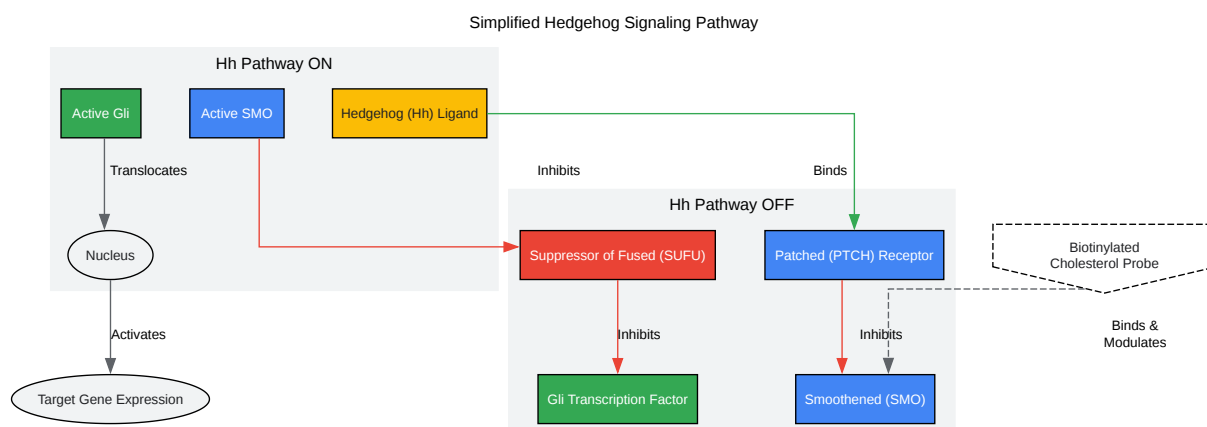 Simplified Hedgehog Signaling Pathway
Hh Pathway ON
Active Gli
Active SMO
Hedgehog (Hh) Ligand
Translocates
Inhibits
Binds
Hh Pathway OFF
Nucleus
Suppressor of Fused (SUFU)
Patched (PTCH) Receptor
Biotinylated
Cholesterol Probe
Activates
Inhibits
Inhibits
Binds &
Modulates
Target Gene Expression
Gli Transcription Factor
Smoothened (SMO)